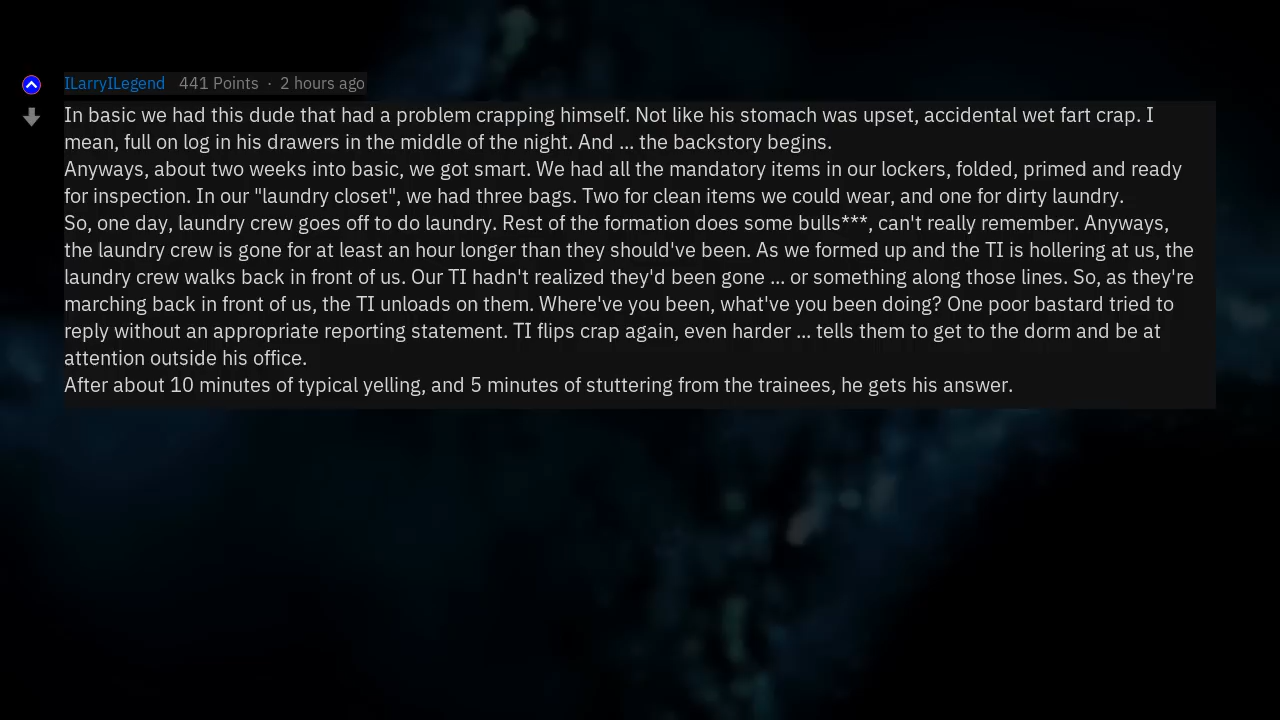 ILarryILegend 441 Points · 2 hours ago
In basic we had this dude that had a problem crapping himself. Not like his stomach was upset, accidental wet fart crap. I
mean, full on log in his drawers in the middle of the night. And ... the backstory begins.
Anyways, about two weeks into basic, we got smart. We had all the mandatory items in our lockers, folded, primed and ready
for inspection. In our "laundry closet", we had three bags. Two for clean items we could wear, and one for dirty laundry.
So, one day, laundry crew goes off to do laundry. Rest of the formation does some bulls***, can't really remember. Anyways,
the laundry crew is gone for at least an hour longer than they should've been. As we formed up and the TI is hollering at us, the
laundry crew walks back in front of us. Our TI hadn't realized they'd been gone ... or something along those lines. So, as they're
marching back in front of us, the TI unloads on them. Where've you been, what've you been doing? One poor bastard tried to
reply without an appropriate reporting statement. TI flips crap again, even harder ... tells them to get to the dorm and be at
attention outside his office.
After about 10 minutes of typical yelling, and 5 minutes of stuttering from the trainees, he gets his answer.